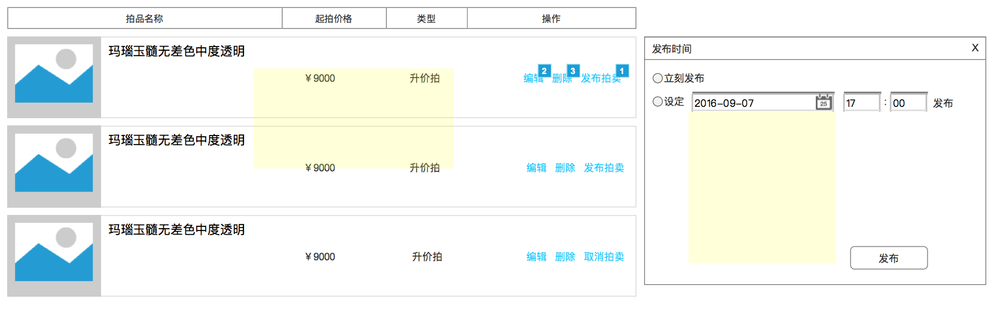 拍品名称 起拍价格 类型 操作
玛瑙玉髓无差色中度透明
¥9000 升价拍 编辑 2 删除 3 发布拍卖 1
玛瑙玉髓无差色中度透明
¥9000 升价拍 编辑 删除 发布拍卖
玛瑙玉髓无差色中度透明
¥9000 升价拍 编辑 删除 取消拍卖
发布时间 X
立刻发布
设定 2016-09-07 25 17 : 00 发布
发布